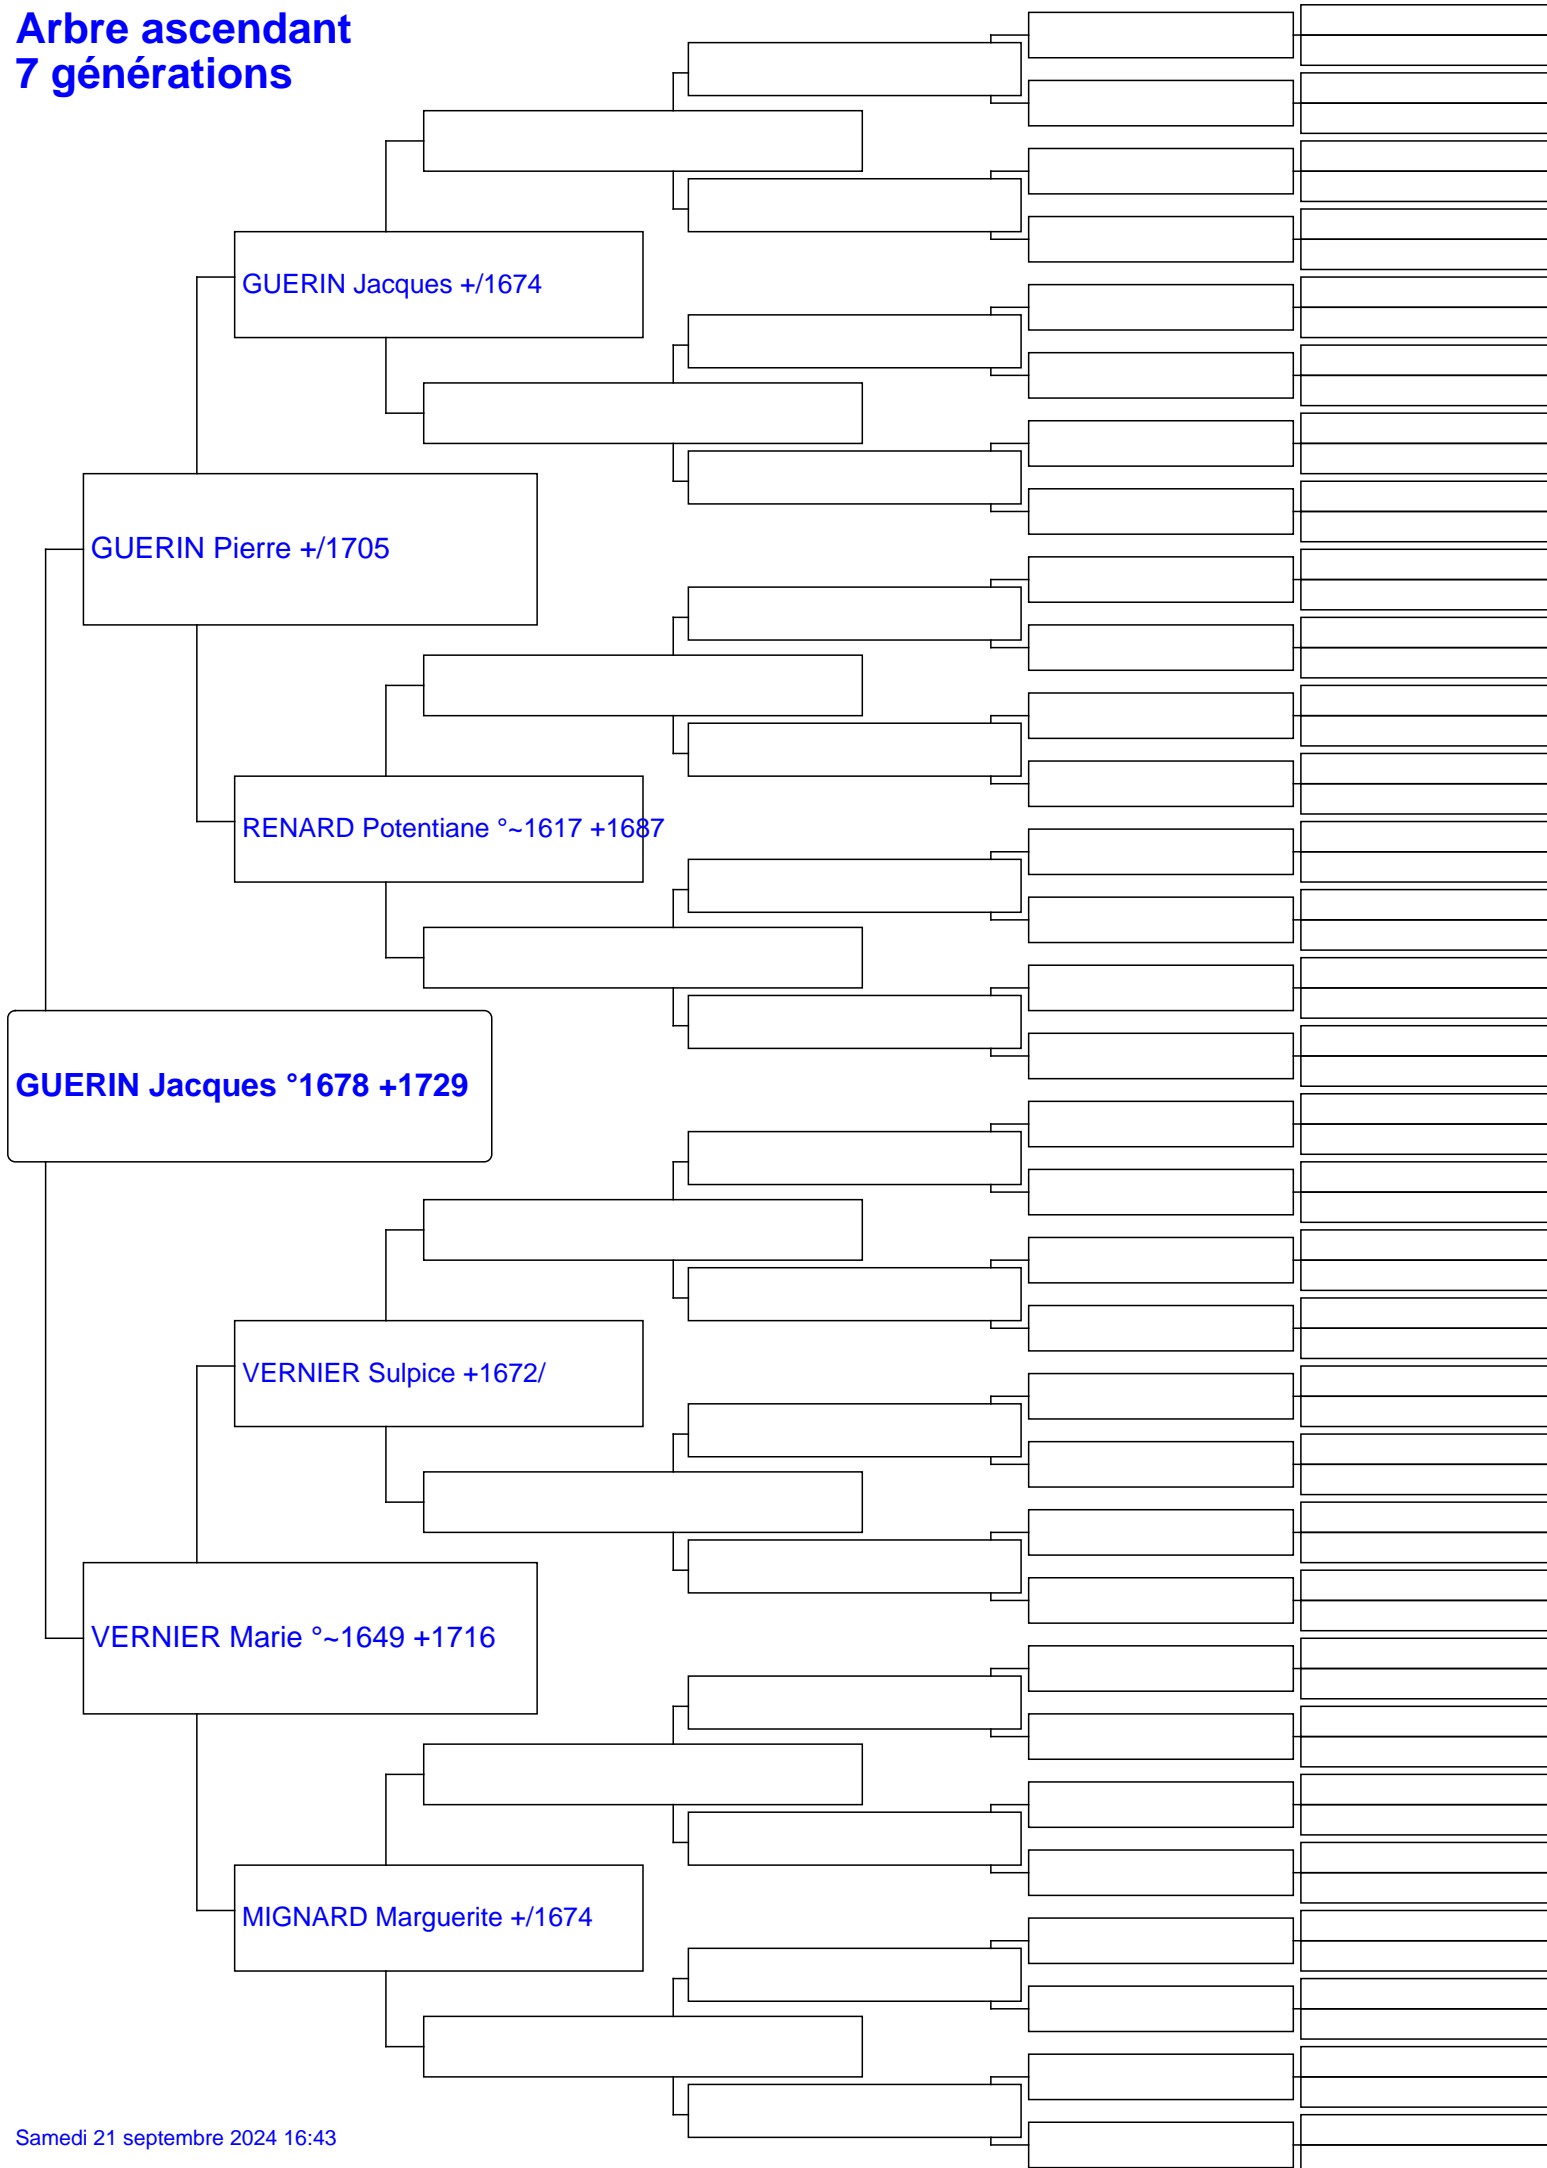 Arbre ascendant
7 générations
GUERIN Jacques +/1674
GUERIN Pierre +/1705
RENARD Potentiane °~1617 +1687
GUERIN Jacques °1678 +1729
VERNIER Sulpice +1672/
VERNIER Marie °~1649 +1716
MIGNARD Marguerite +/1674
Samedi 21 septembre 2024 16:43